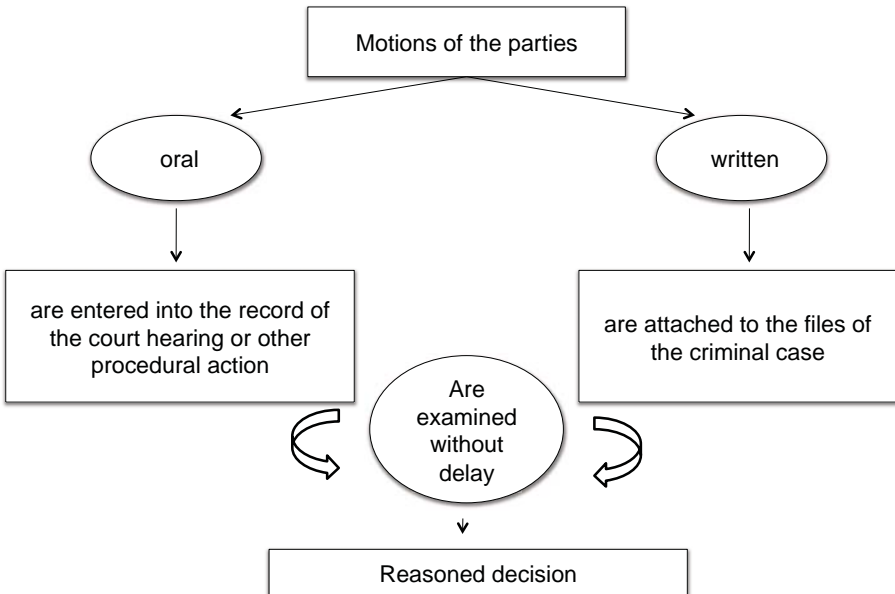 Motions of the parties
oral
written
are entered into the record of
the court hearing or other
procedural action
are attached to the files of
the criminal case
Are
examined
without
delay
Reasoned decision